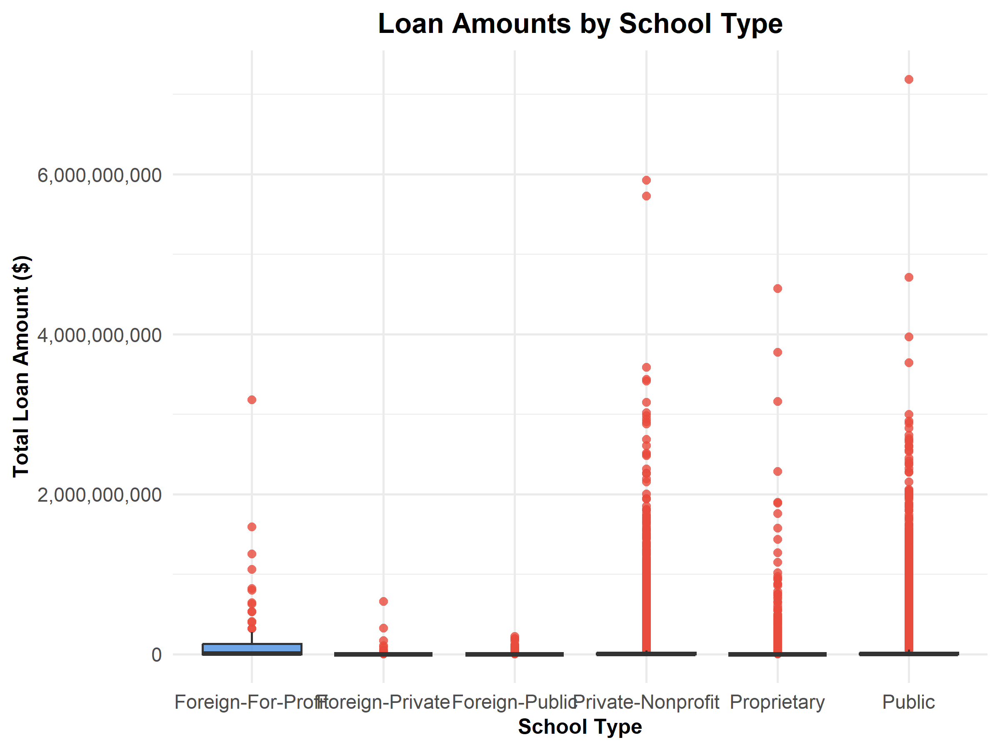 Loan Amounts by School Type
Total Loan Amount ($)
6,000,000,000
4,000,000,000
2,000,000,000
0
Foreign-For-Profit Foreign-Private Foreign-Public Private-Nonprofit Proprietary Public
School Type